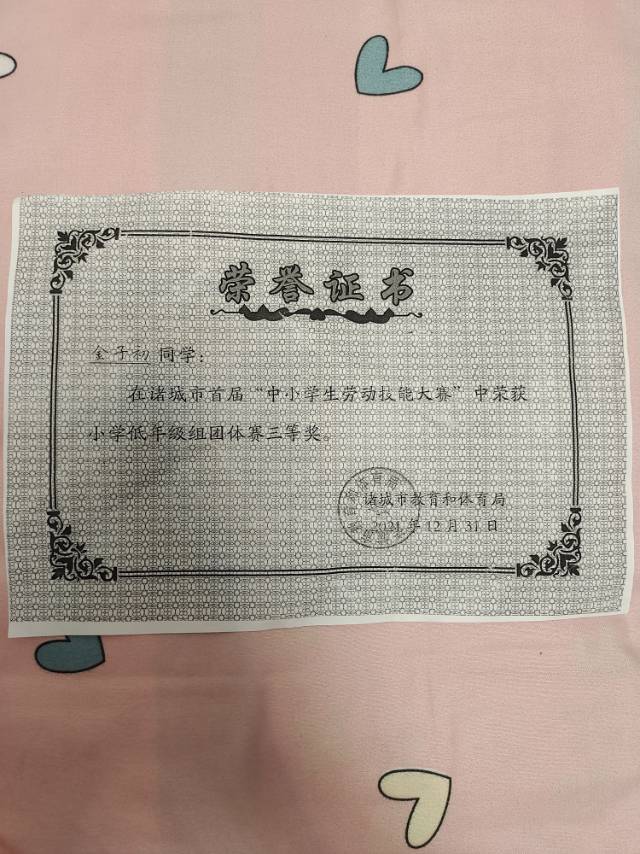 荣誉证书
金子初 同学：
在诸城市首届“中小学生劳动技能大赛”中荣获
小学低年级组团体赛三等奖。
诸城市教育和体育局
2021 年 12 月 31 日